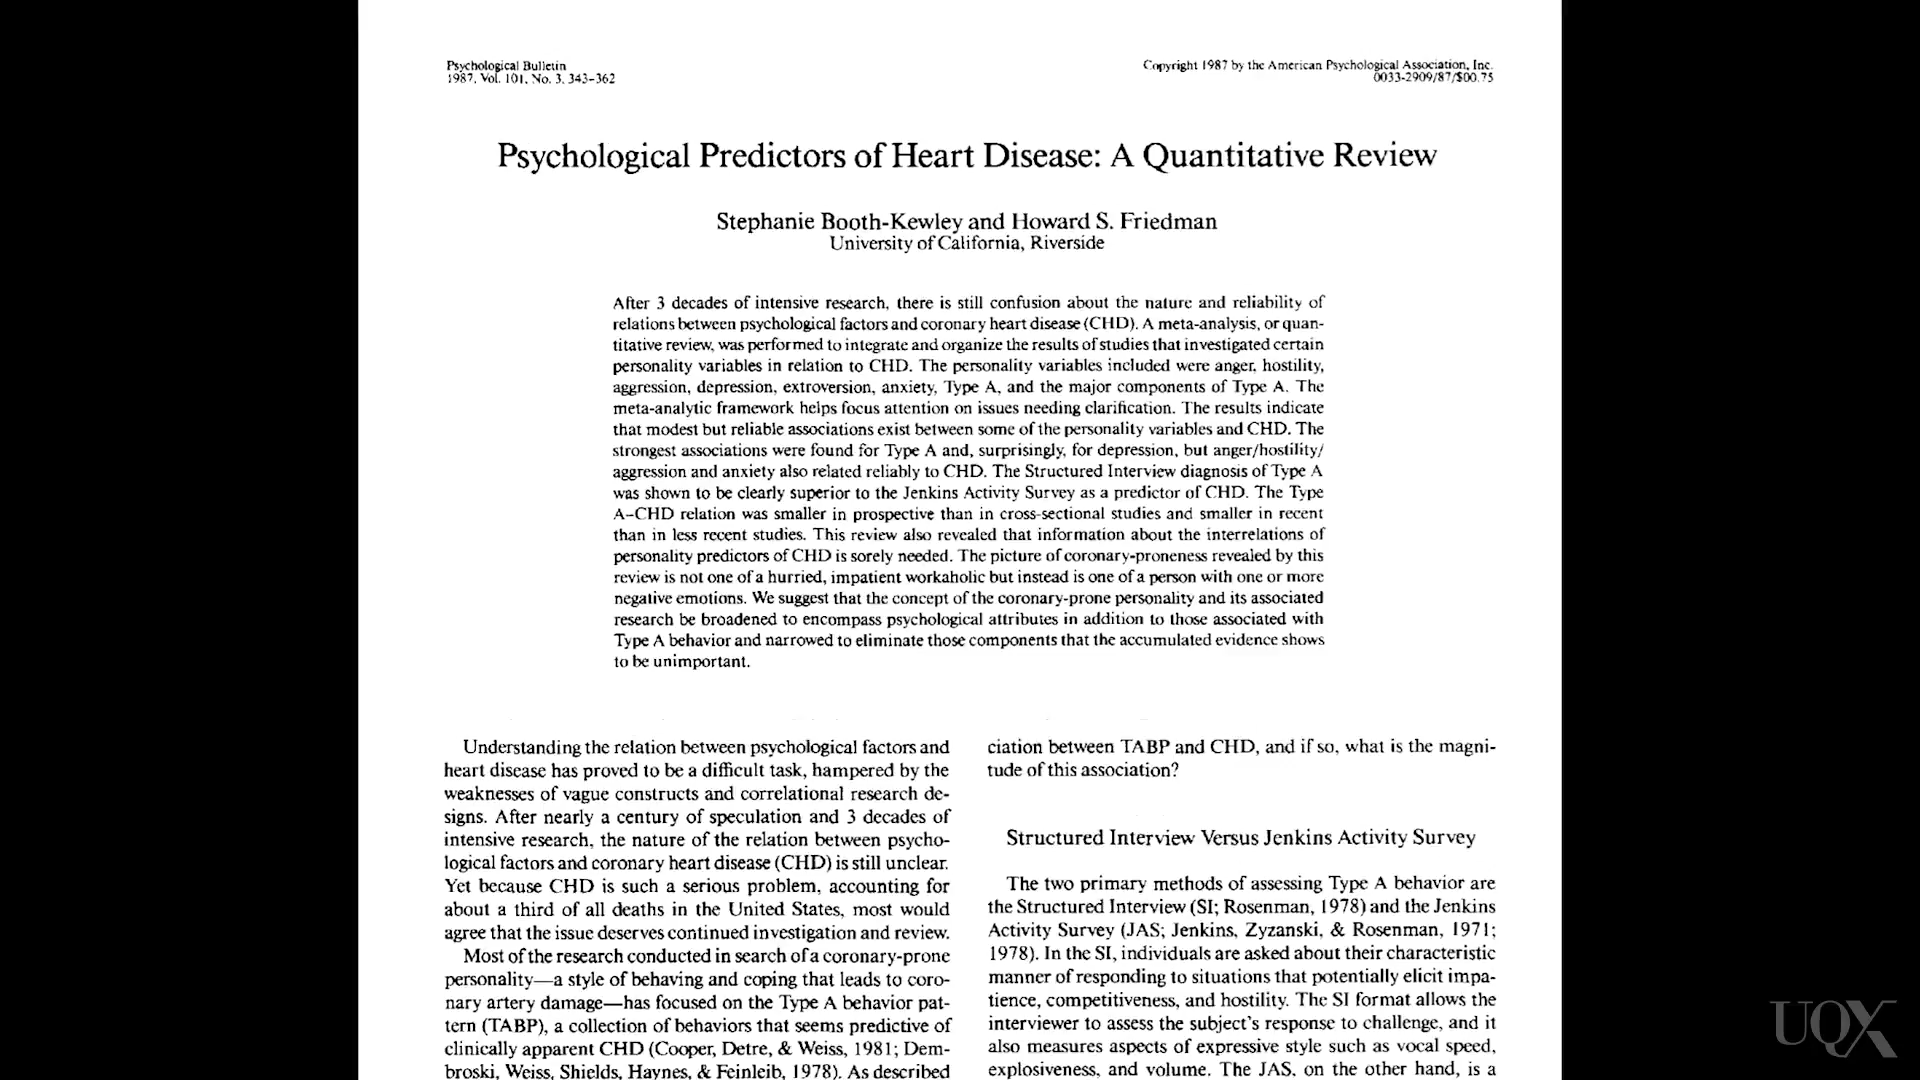 Psychological Bulletin
1987, Vol. 101, No. 3, 343-362
Copyright 1987 by the American Psychological Association, Inc.
0033-2909/87/$00.75
Psychological Predictors of Heart Disease: A Quantitative Review
Stephanie Booth-Kewley and Howard S. Friedman
University of California, Riverside
After 3 decades of intensive research, there is still confusion about the nature and reliability of
relations between psychological factors and coronary heart disease (CHD). A meta-analysis, or quan-
titative review, was performed to integrate and organize the results of studies that investigated certain
personality variables in relation to CHD. The personality variables included were anger, hostility,
aggression, depression, extroversion, anxiety, Type A, and the major components of Type A. The
meta-analytic framework helps focus attention on issues needing clarification. The results indicate
that modest but reliable associations exist between some of the personality variables and CHD. The
strongest associations were found for Type A and, surprisingly, for depression, but anger/hostility/
aggression and anxiety also related reliably to CHD. The Structured Interview diagnosis of Type A
was shown to be clearly superior to the Jenkins Activity Survey as a predictor of CHD. The Type
A–CHD relation was smaller in prospective than in cross-sectional studies and smaller in recent
than in less recent studies. This review also revealed that information about the interrelations of
personality predictors of CHD is sorely needed. The picture of coronary-proneness revealed by this
review is not one of a hurried, impatient workaholic but instead is one of a person with one or more
negative emotions. We suggest that the concept of the coronary-prone personality and its associated
research be broadened to encompass psychological attributes in addition to those associated with
Type A behavior and narrowed to eliminate those components that the accumulated evidence shows
to be unimportant.
Understanding the relation between psychological factors and
heart disease has proved to be a difficult task, hampered by the
weaknesses of vague constructs and correlational research de-
signs. After nearly a century of speculation and 3 decades of
intensive research, the nature of the relation between psycho-
logical factors and coronary heart disease (CHD) is still unclear.
Yet because CHD is such a serious problem, accounting for
about a third of all deaths in the United States, most would
agree that the issue deserves continued investigation and review.
Most of the research conducted in search of a coronary-prone
personality—a style of behaving and coping that leads to coro-
nary artery damage—has focused on the Type A behavior pat-
tern (TABP), a collection of behaviors that seems predictive of
clinically apparent CHD (Cooper, Detre, & Weiss, 1981; Dem-
broski, Weiss, Shields, Haynes, & Feinleib, 1978). As described
ciation between TABP and CHD, and if so, what is the magni-
tude of this association?
Structured Interview Versus Jenkins Activity Survey
The two primary methods of assessing Type A behavior are
the Structured Interview (SI; Rosenman, 1978) and the Jenkins
Activity Survey (JAS; Jenkins, Zyzanski, & Rosenman, 1971;
1978). In the SI, individuals are asked about their characteristic
manner of responding to situations that potentially elicit impa-
tience, competitiveness, and hostility. The SI format allows the
interviewer to assess the subject's response to challenge, and it
also measures aspects of expressive style such as vocal speed,
explosiveness, and volume. The JAS, on the other hand, is a
UQX